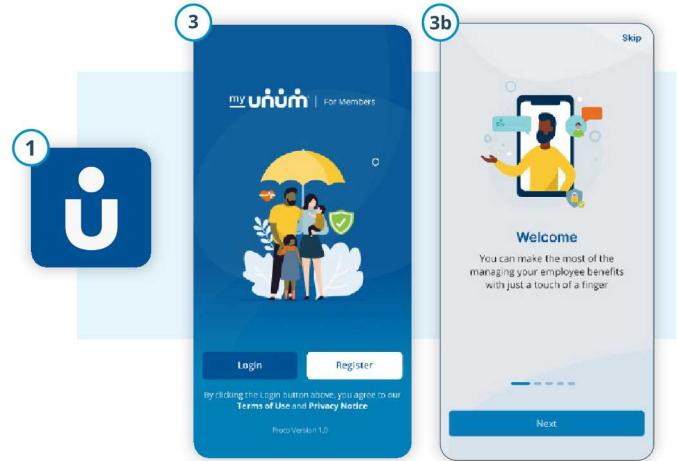 1
3
my unum | For Members
Login
Register
By clicking the Login button above, you agree to our
Terms of Use and Privacy Notice
Proco Version 1.0
3b
Skip
Welcome
You can make the most of the
managing your employee benefits
with just a touch of a finger
Next